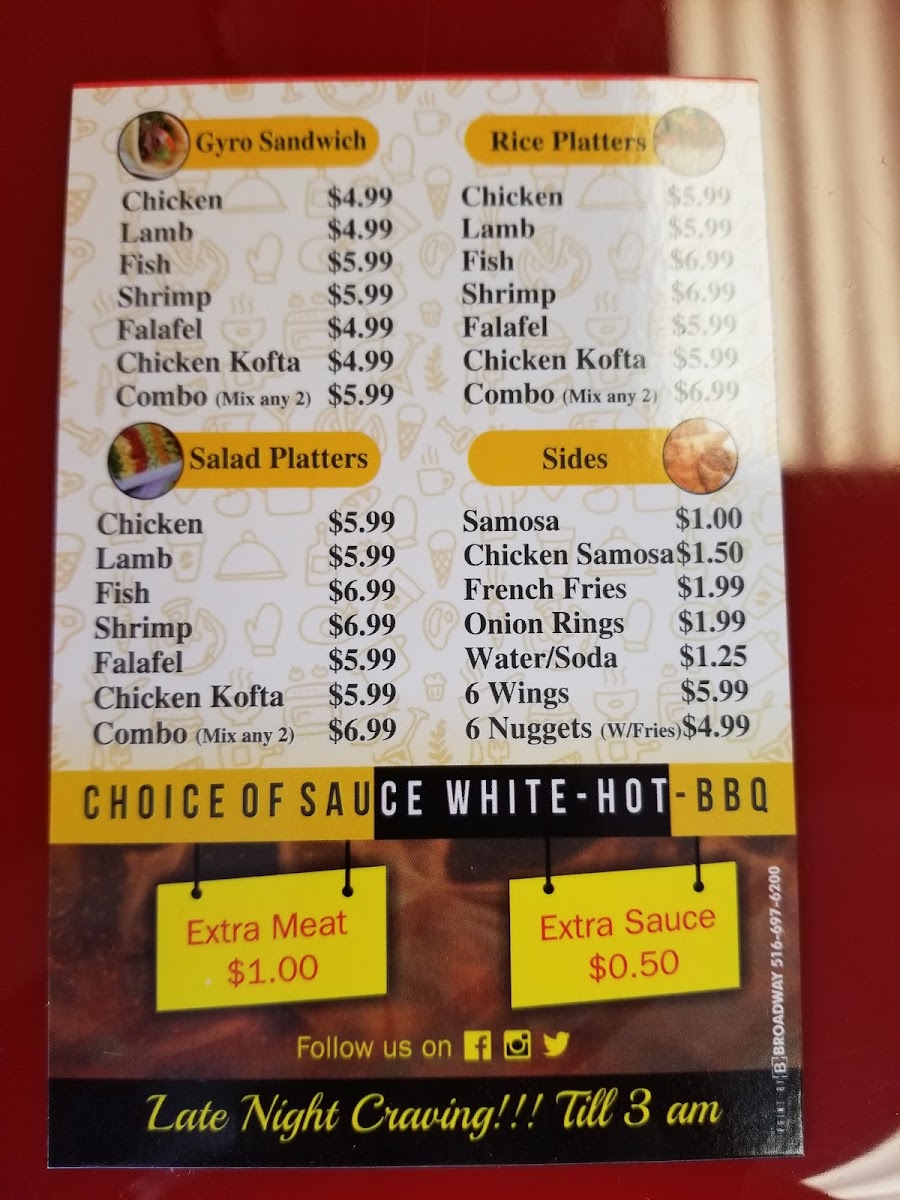 Gyro Sandwich
Chicken $4.99
Lamb $4.99
Fish $5.99
Shrimp $5.99
Falafel $4.99
Chicken Kofta $4.99
Combo (Mix any 2) $5.99
Rice Platters
Chicken $5.99
Lamb $5.99
Fish $6.99
Shrimp $6.99
Falafel $5.99
Chicken Kofta $5.99
Combo (Mix any 2) $6.99
Salad Platters
Chicken $5.99
Lamb $5.99
Fish $6.99
Shrimp $6.99
Falafel $5.99
Chicken Kofta $5.99
Combo (Mix any 2) $6.99
Sides
Samosa $1.00
Chicken Samosa $1.50
French Fries $1.99
Onion Rings $1.99
Water/Soda $1.25
6 Wings $5.99
6 Nuggets (W/Fries) $4.99
CHOICE OF SAUCE WHITE-HOT-BBQ
Extra Meat
$1.00
Extra Sauce
$0.50
Follow us on
Late Night Craving!!! Till 3 am
PRINT BY B BROADWAY 516-697-6200